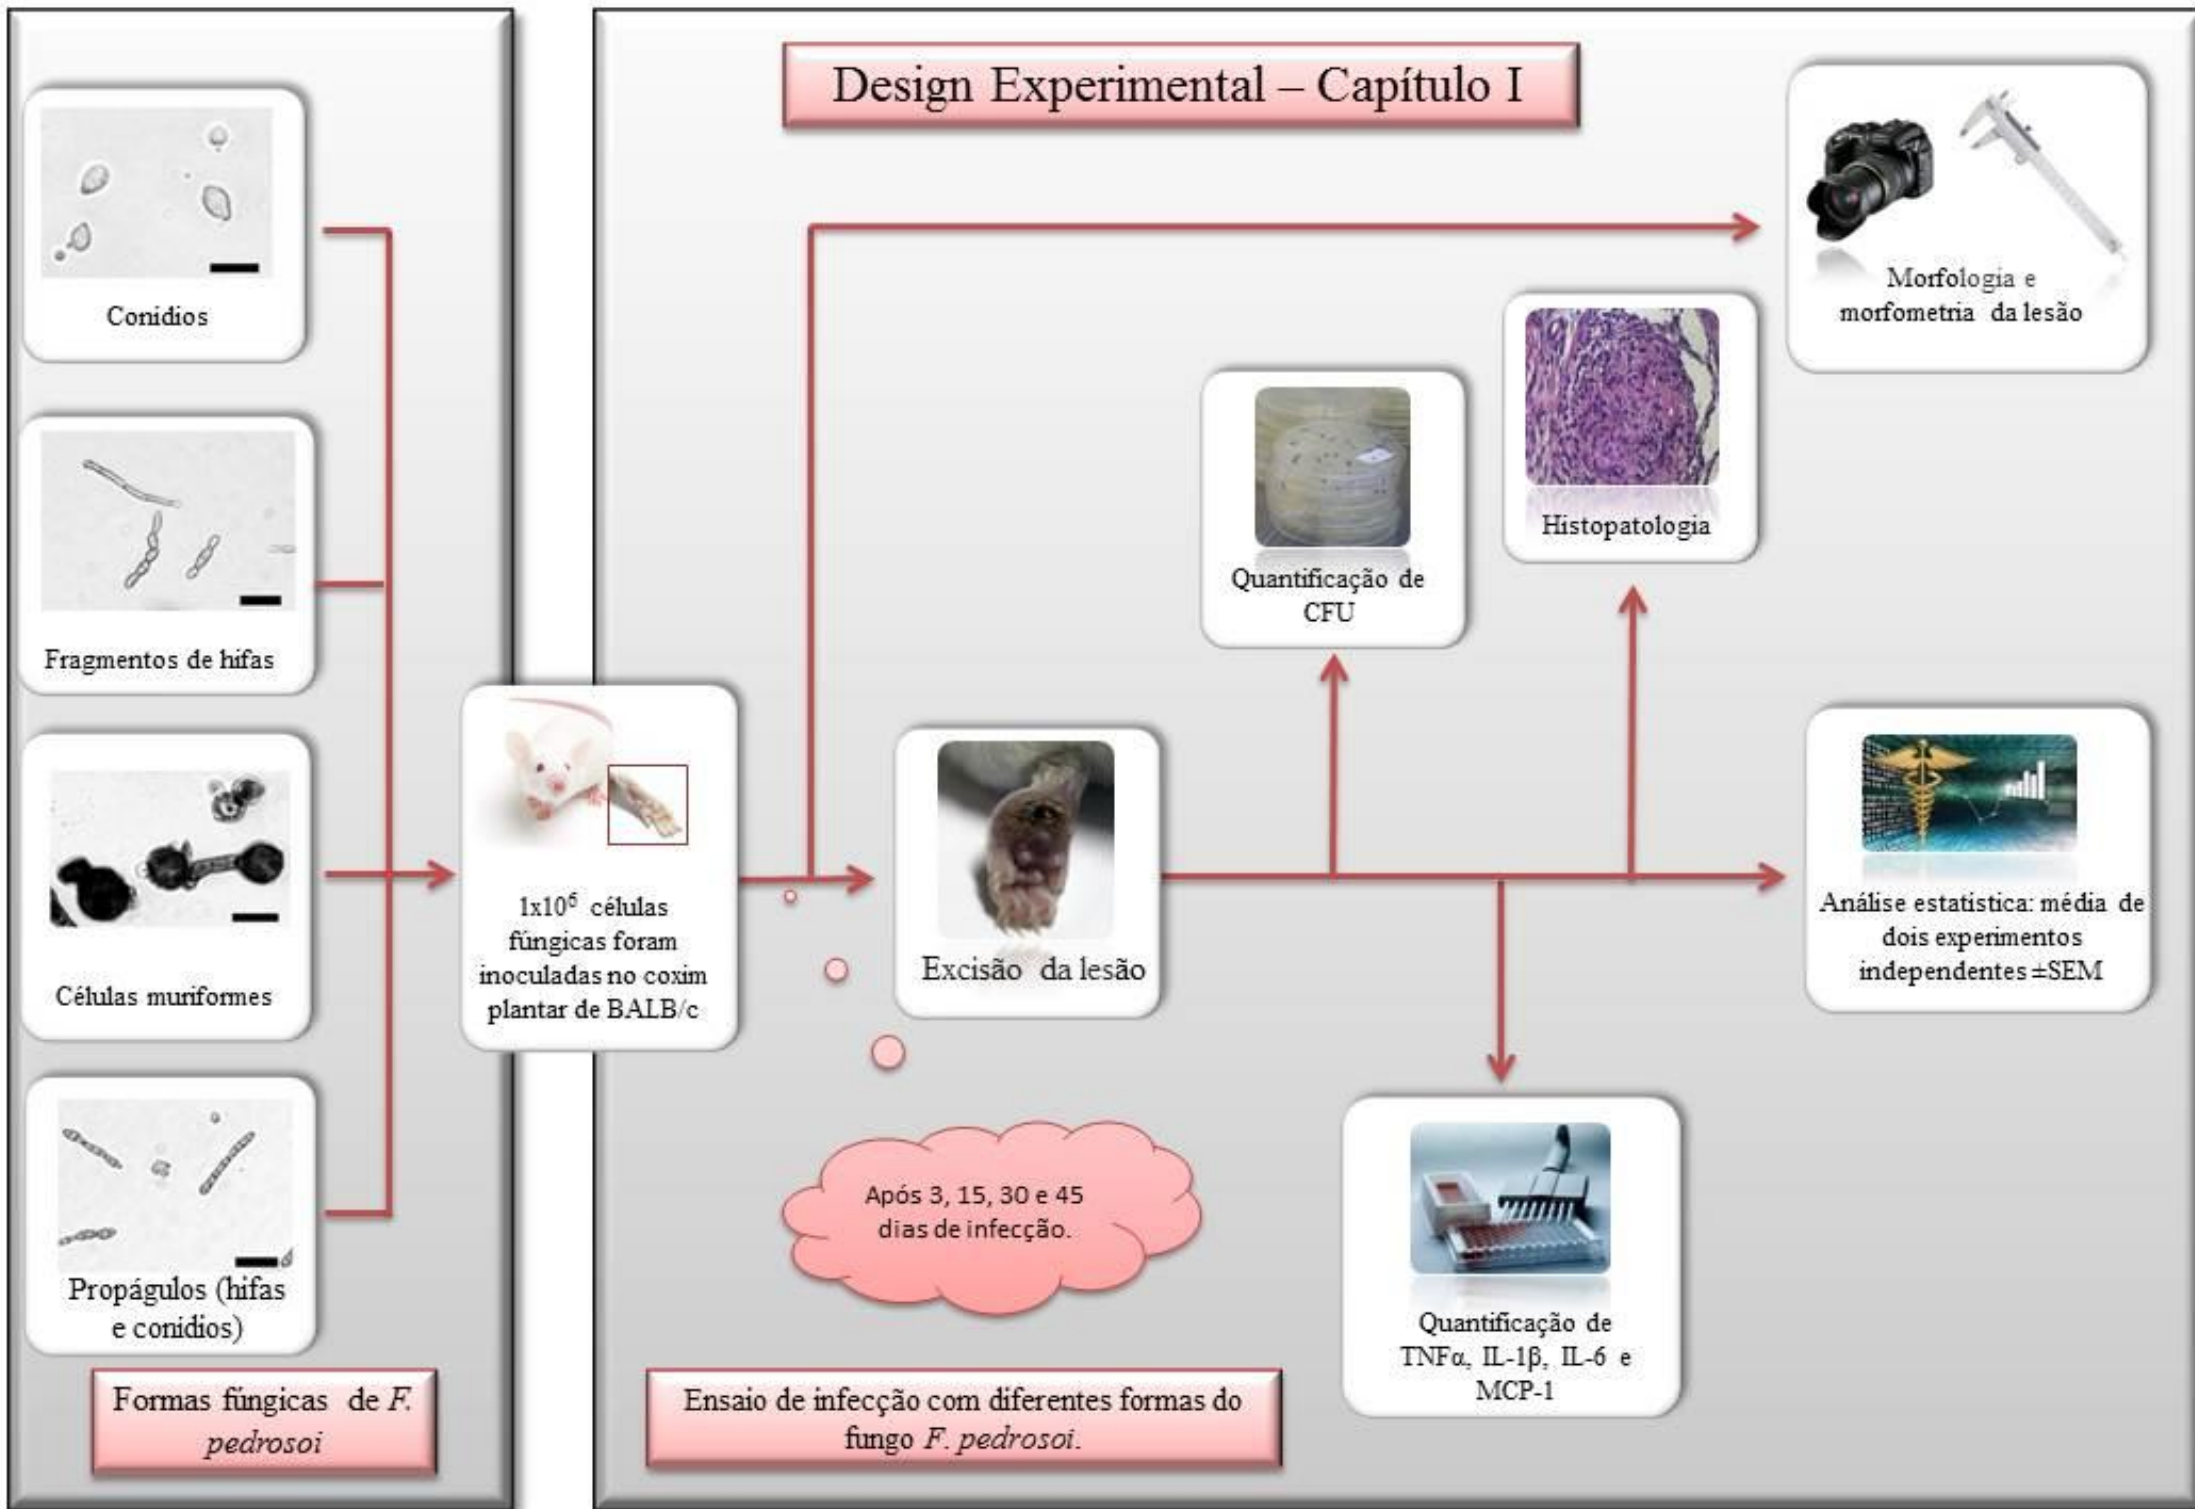 Design Experimental – Capítulo I
Conidios
Fragmentos de hifas
Células muriformes
Propágulos (hifas
e conidios)
Formas fúngicas de F.
pedrosoi
1x10⁶ células
fúngicas foram
inoculadas no coxim
plantar de BALB/c
Excisão da lesão
Após 3, 15, 30 e 45
dias de infecção.
Ensaio de infecção com diferentes formas do
fungo F. pedrosoi.
Quantificação de
CFU
Histopatologia
Morfologia e
morfometria da lesão
Análise estatistica: média de
dois experimentos
independentes ±SEM
Quantificação de
TNFα, IL-1β, IL-6 e
MCP-1